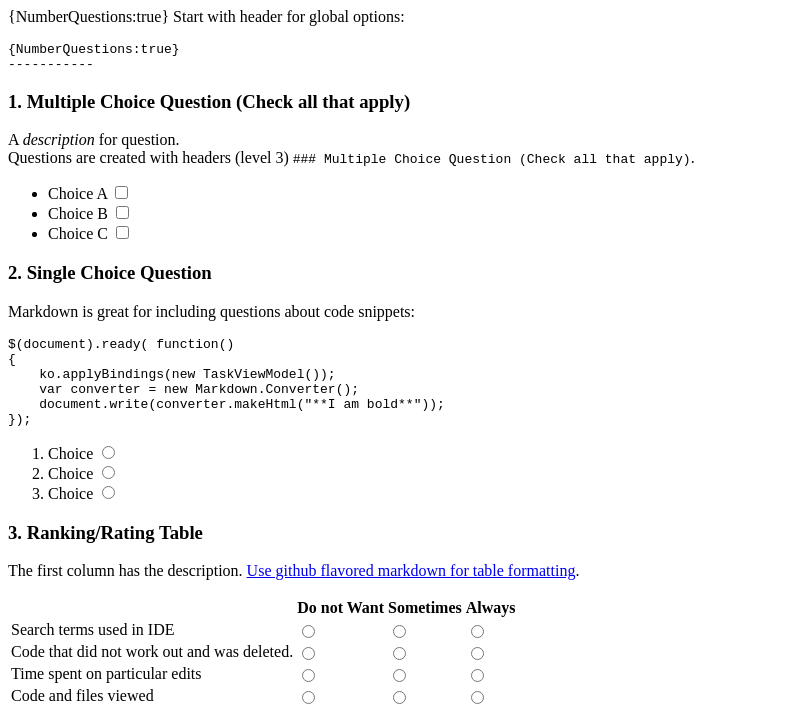 {NumberQuestions:true} Start with header for global options:
{NumberQuestions:true}
-----------
1. Multiple Choice Question (Check all that apply)
A description for question.
Questions are created with headers (level 3) ### Multiple Choice Question (Check all that apply).
• Choice A
• Choice B
• Choice C
2. Single Choice Question
Markdown is great for including questions about code snippets:
$(document).ready( function()
{
    ko.applyBindings(new TaskViewModel());
    var converter = new Markdown.Converter();
    document.write(converter.makeHtml("**I am bold**"));
});
1. Choice
2. Choice
3. Choice
3. Ranking/Rating Table
The first column has the description. Use github flavored markdown for table formatting.
Do not Want Sometimes Always
Search terms used in IDE
Code that did not work out and was deleted.
Time spent on particular edits
Code and files viewed